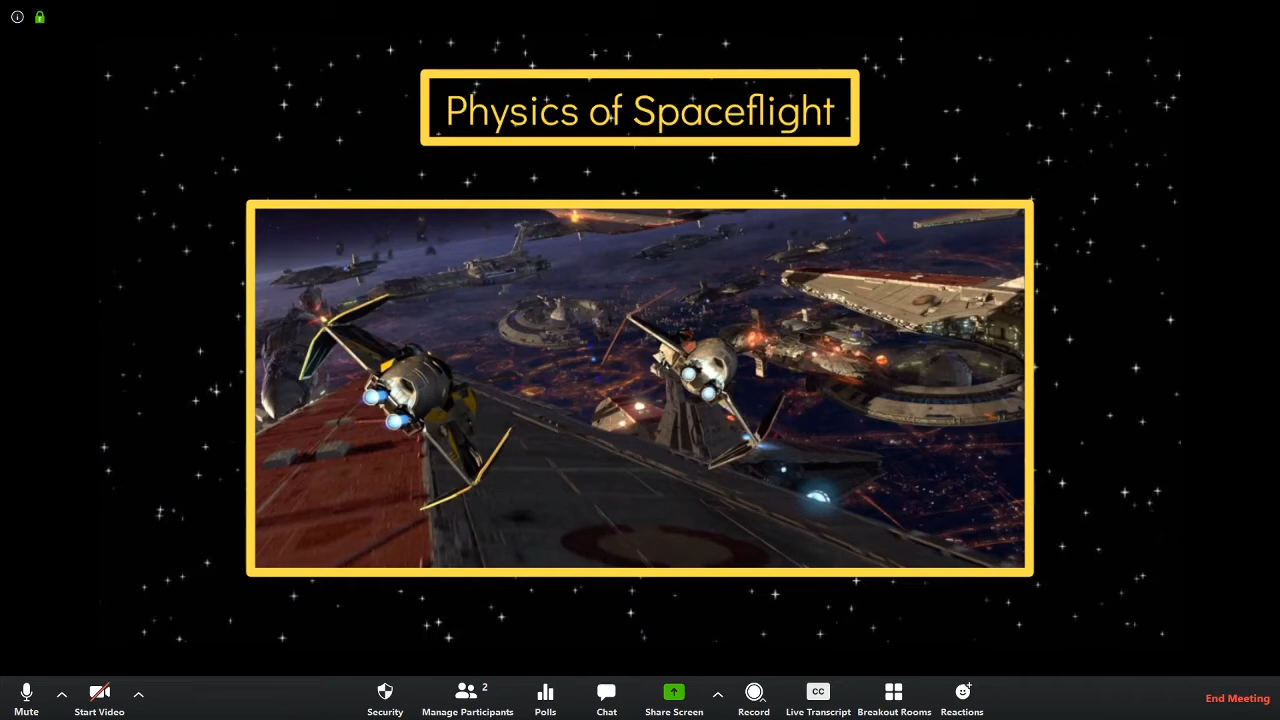 Physics of Spaceflight
2
Mute
Start Video
Security
Manage Participants
Polls
Chat
Share Screen
Record
CC
Live Transcript
Breakout Rooms
Reactions
End Meeting